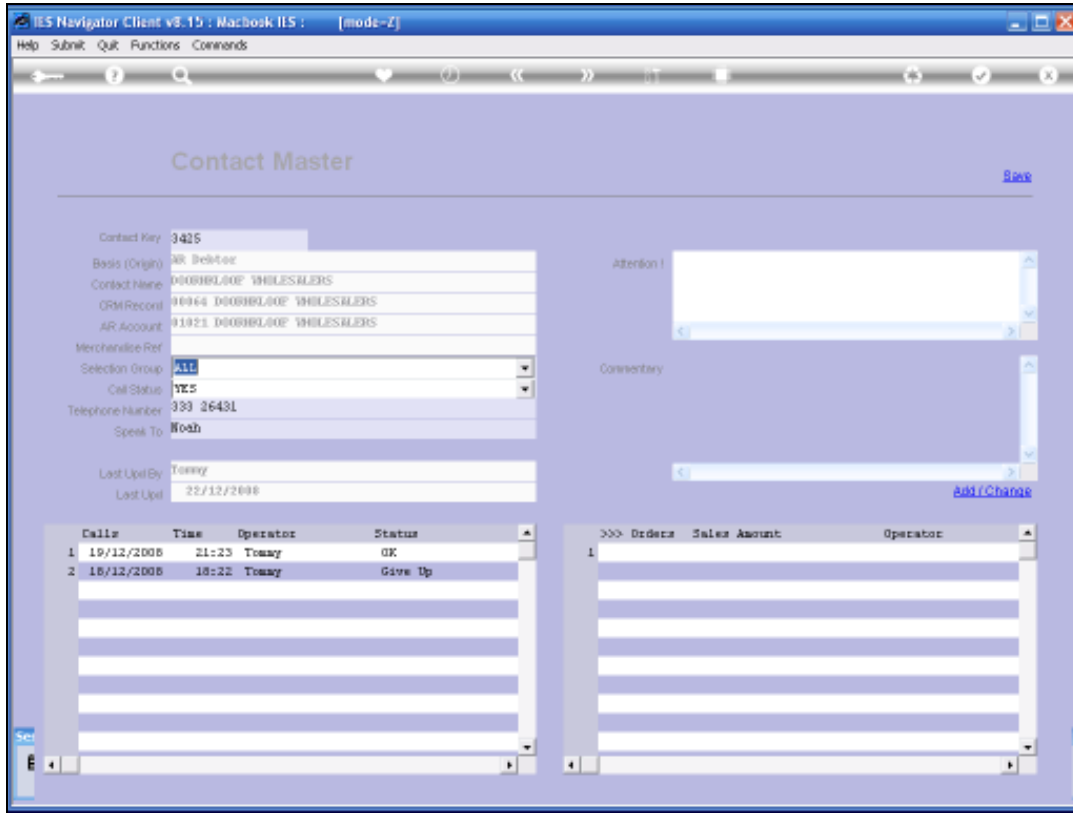 IES Navigator Client v8.15 : Macbook IES : [mode-Z]
Help Submit Quit Functions Commands
Contact Master
Save
Contact Key 3425
Basis (Origin) AR Debtor
Attention !
Contact Name WHOLESALERS
CRM Record 00064 WHOLESALERS
AR Account 01021 WHOLESALERS
Merchandise Ref
Selection Group ALL
Commentary
Call Status YES
Telephone Number 333 26431
Speak To Noah
Last Upd By Tommy
Last Upd 22/12/2008
Add / Change
Calls Time Operator Status
1 19/12/2008 21:23 Tommy OK
2 18/12/2008 18:22 Tommy Give Up
>>> Orders Sales Amount Operator
1